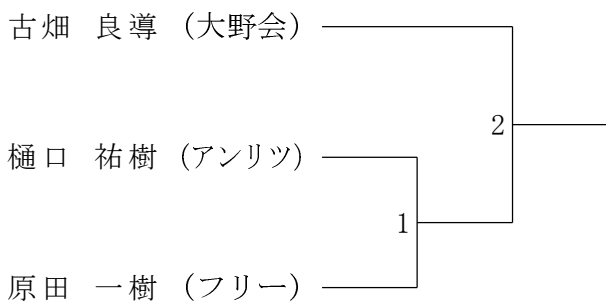 古畑 良導 (大野会)
2
樋口 祐樹 (アンリツ)
1
原田 一樹 (フリー)